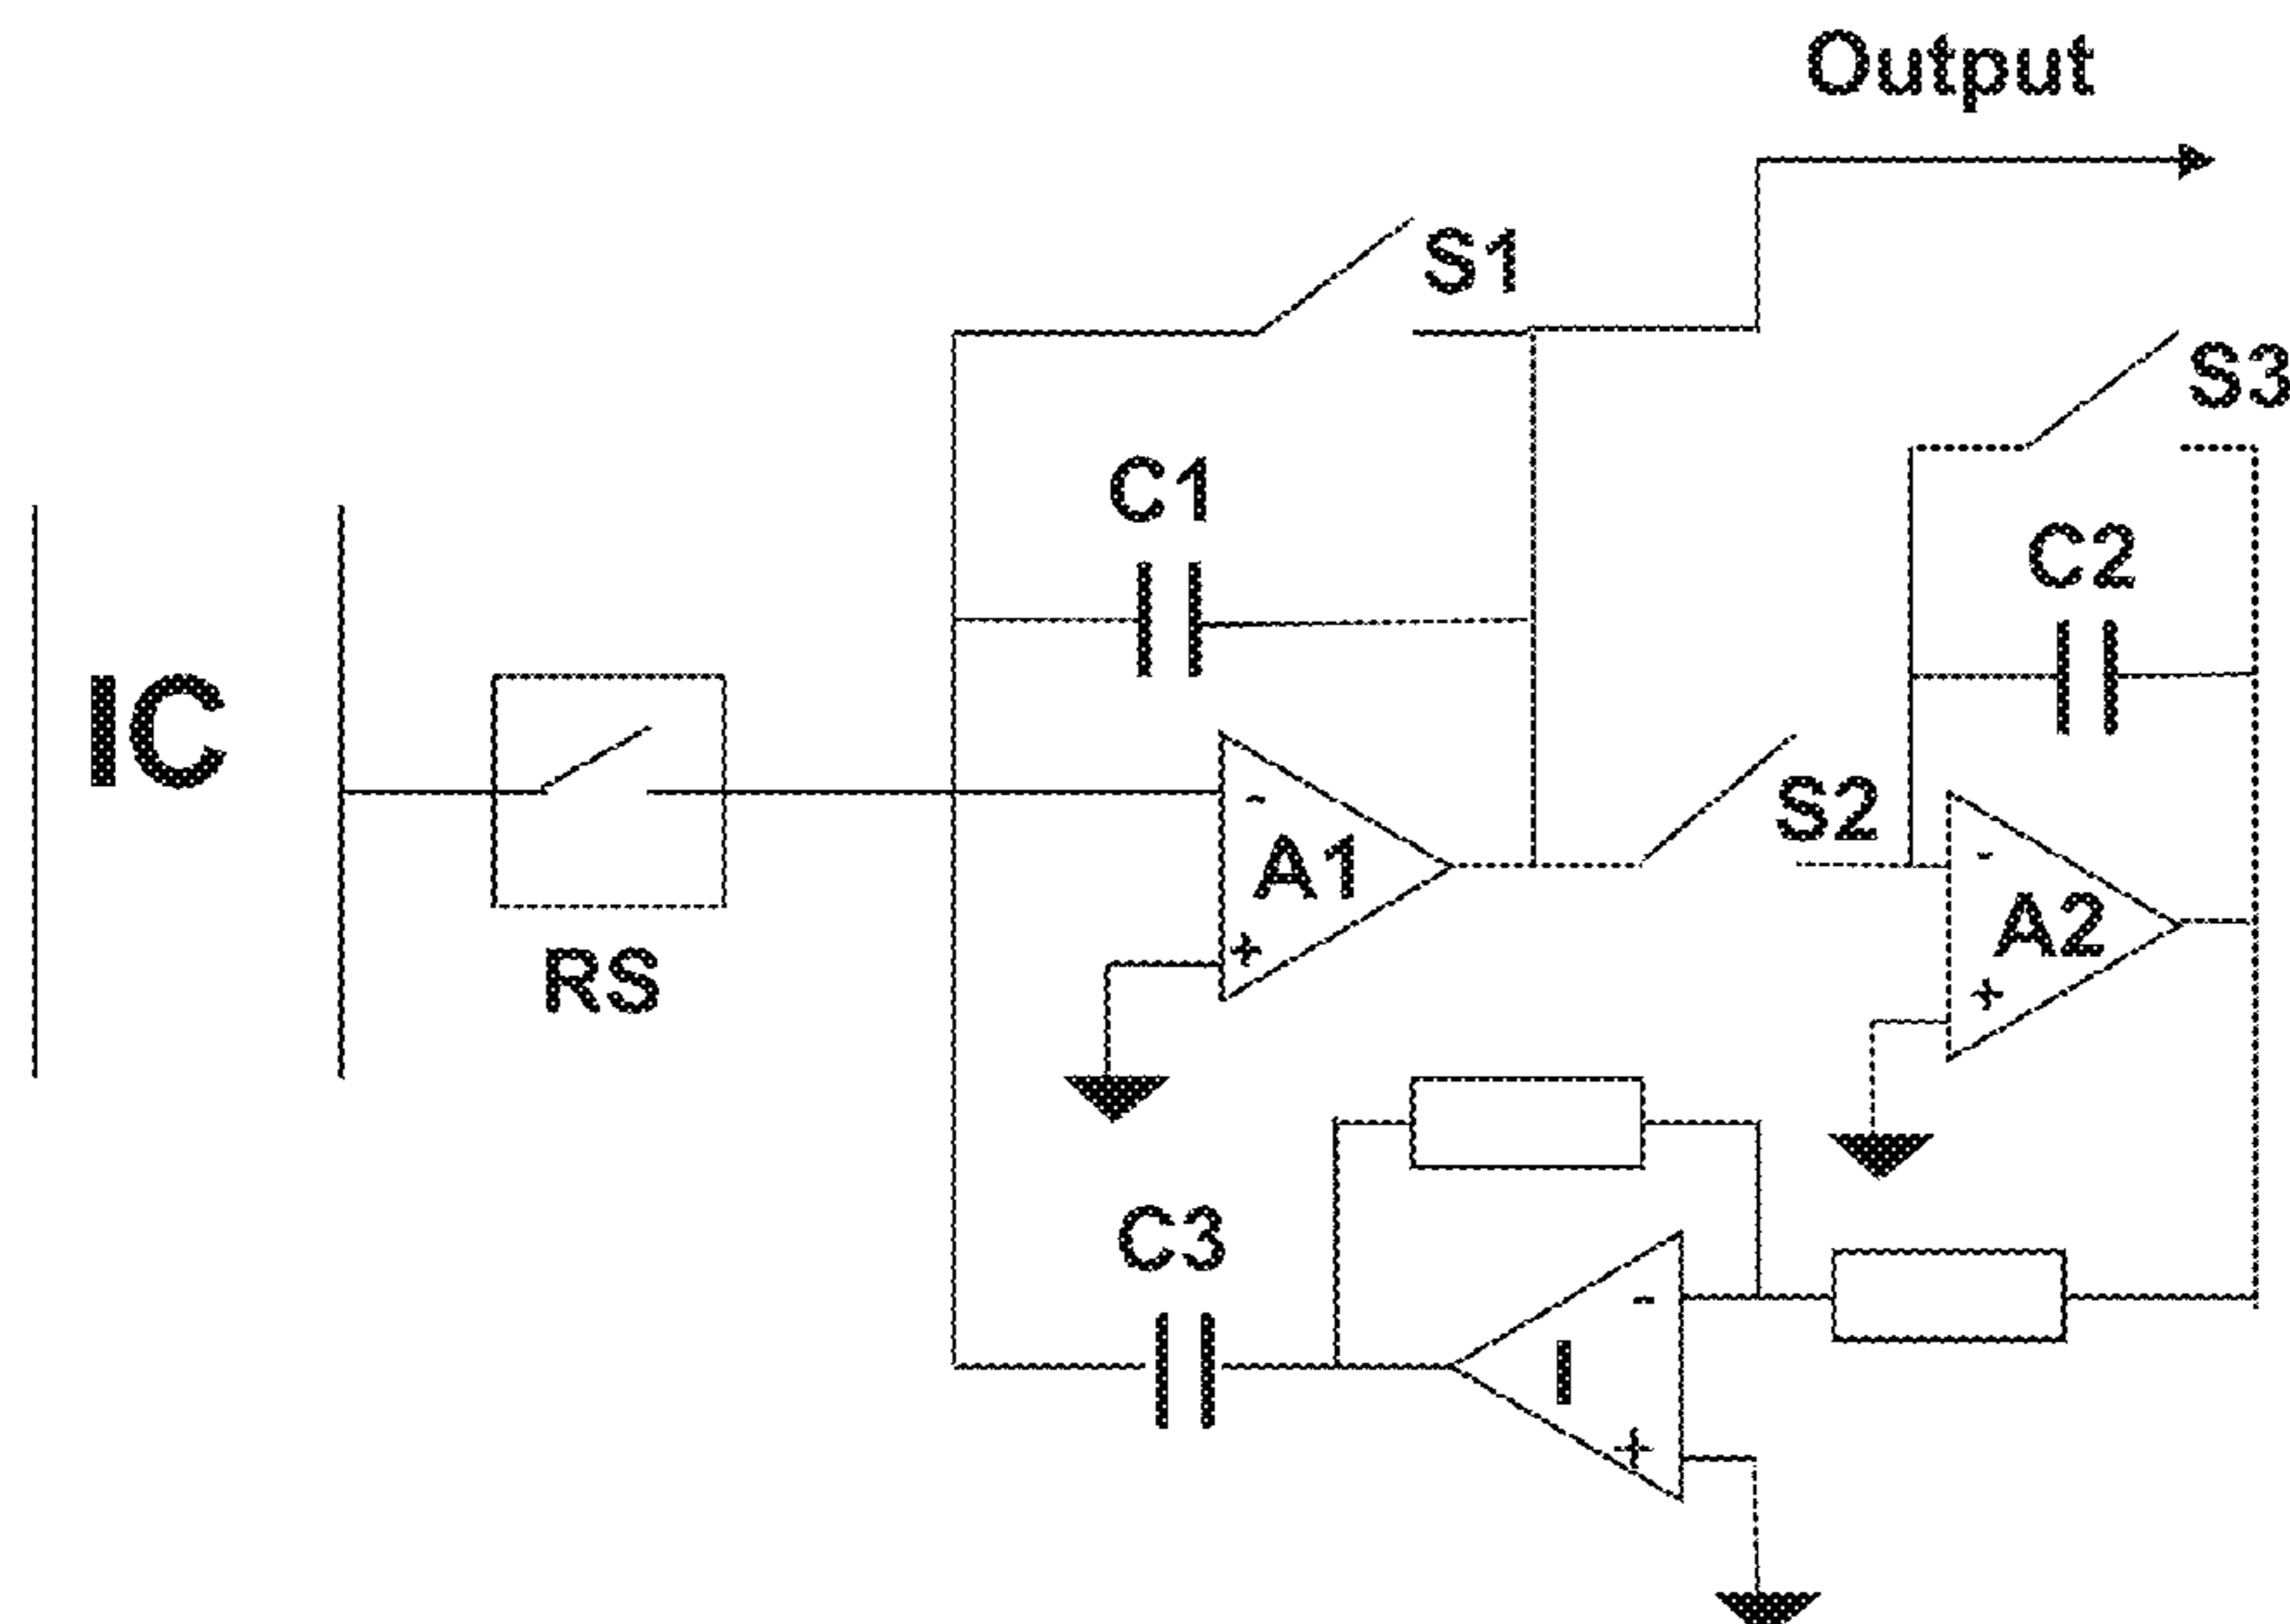 Output
S1
S3
C1
C2
IC
S2
-
A1
+
-
A2
+
RS
C3
-
I
+